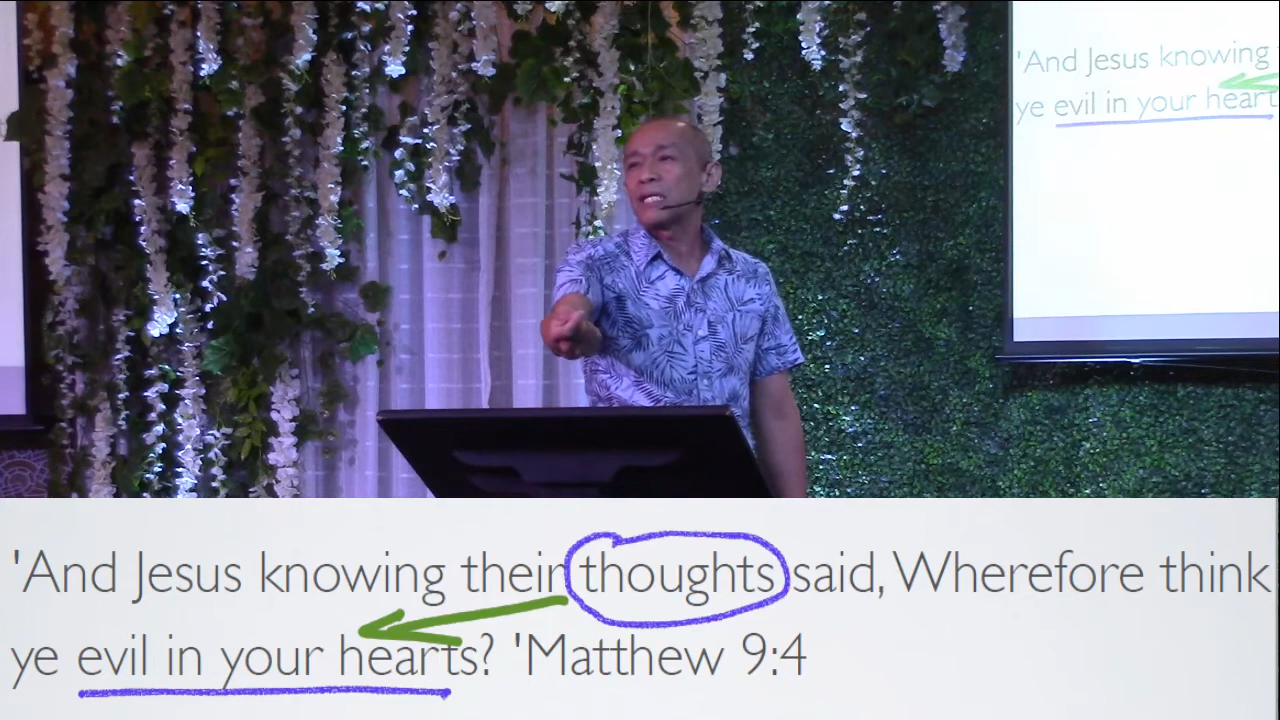 'And Jesus knowing
ye evil in your heart
'And Jesus knowing their thoughts said, Wherefore think
ye evil in your hearts? 'Matthew 9:4